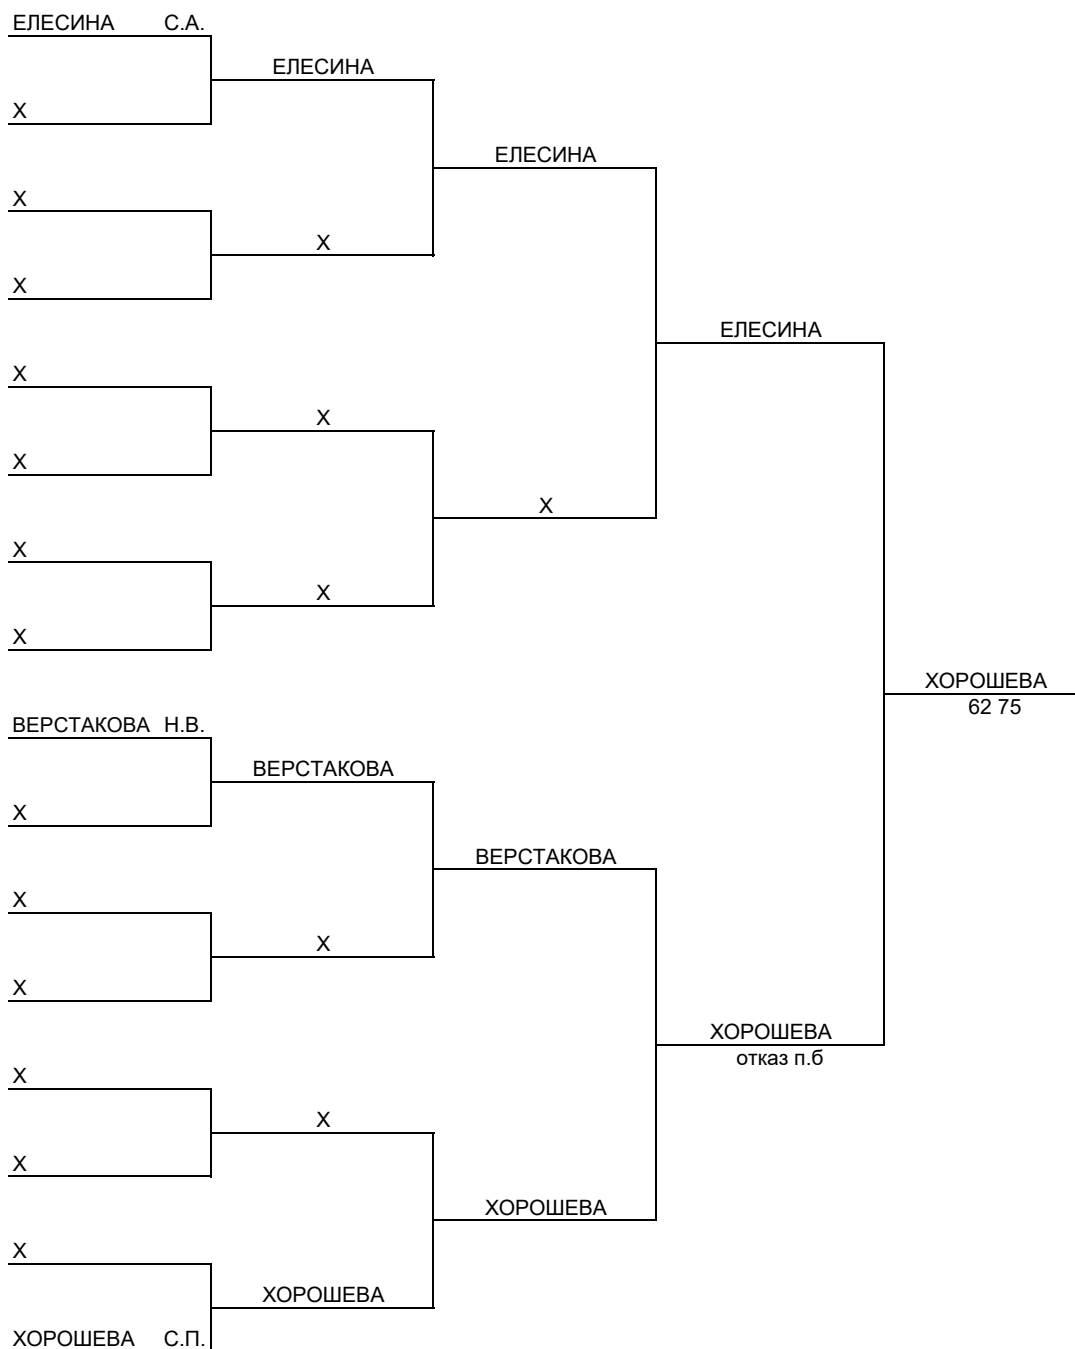 ЕЛЕСИНА С.А.
ЕЛЕСИНА
Х
ЕЛЕСИНА
Х
Х
Х
ЕЛЕСИНА
Х
Х
Х
Х
Х
Х
Х
ХОРОШЕВА
62 75
ВЕРСТАКОВА Н.В.
ВЕРСТАКОВА
Х
ВЕРСТАКОВА
Х
Х
Х
ХОРОШЕВА
отказ п.б
Х
Х
Х
ХОРОШЕВА
Х
ХОРОШЕВА
ХОРОШЕВА С.П.